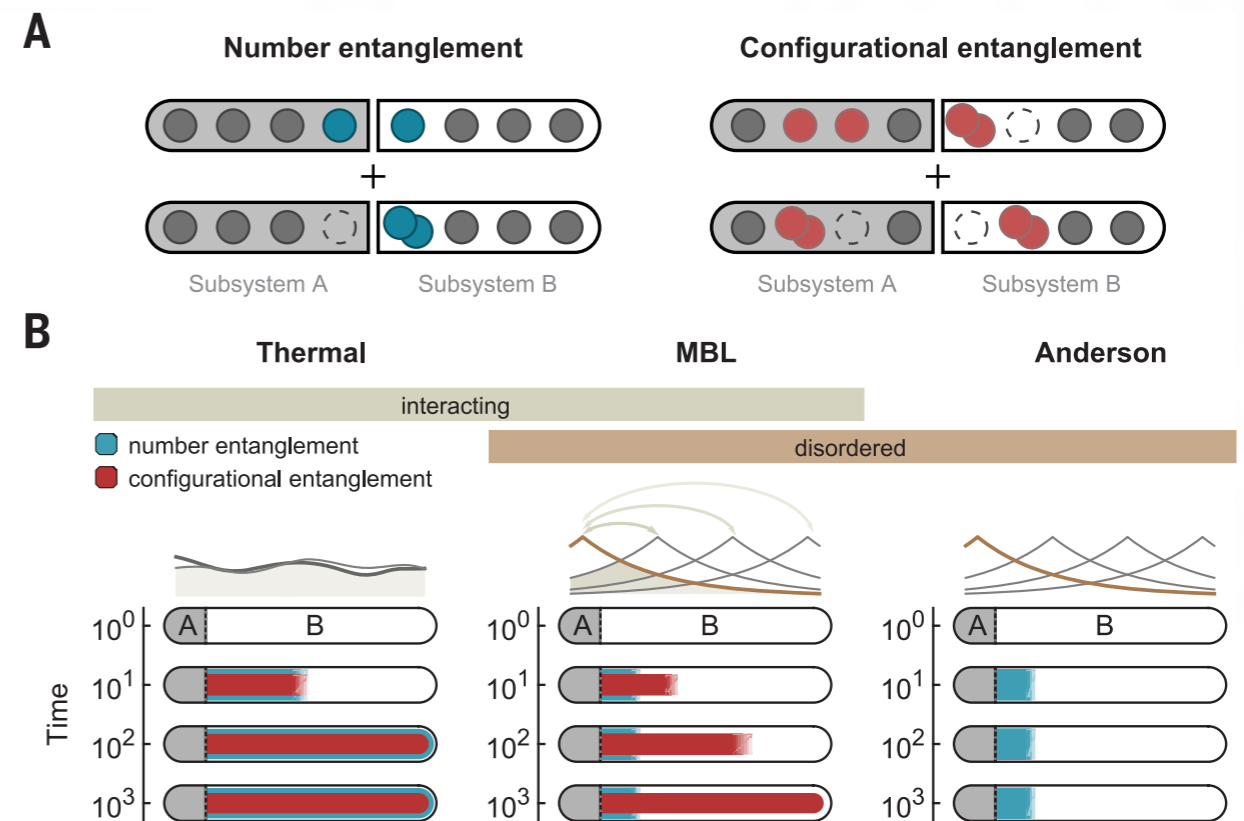 A
Number entanglement
Configurational entanglement
+
+
Subsystem A
Subsystem B
Subsystem A
Subsystem B
B
Thermal
MBL
Anderson
interacting
disordered
number entanglement
configurational entanglement
Time
10⁰
A
B
10¹
10²
10³
10⁰
A
B
10¹
10²
10³
10⁰
A
B
10¹
10²
10³